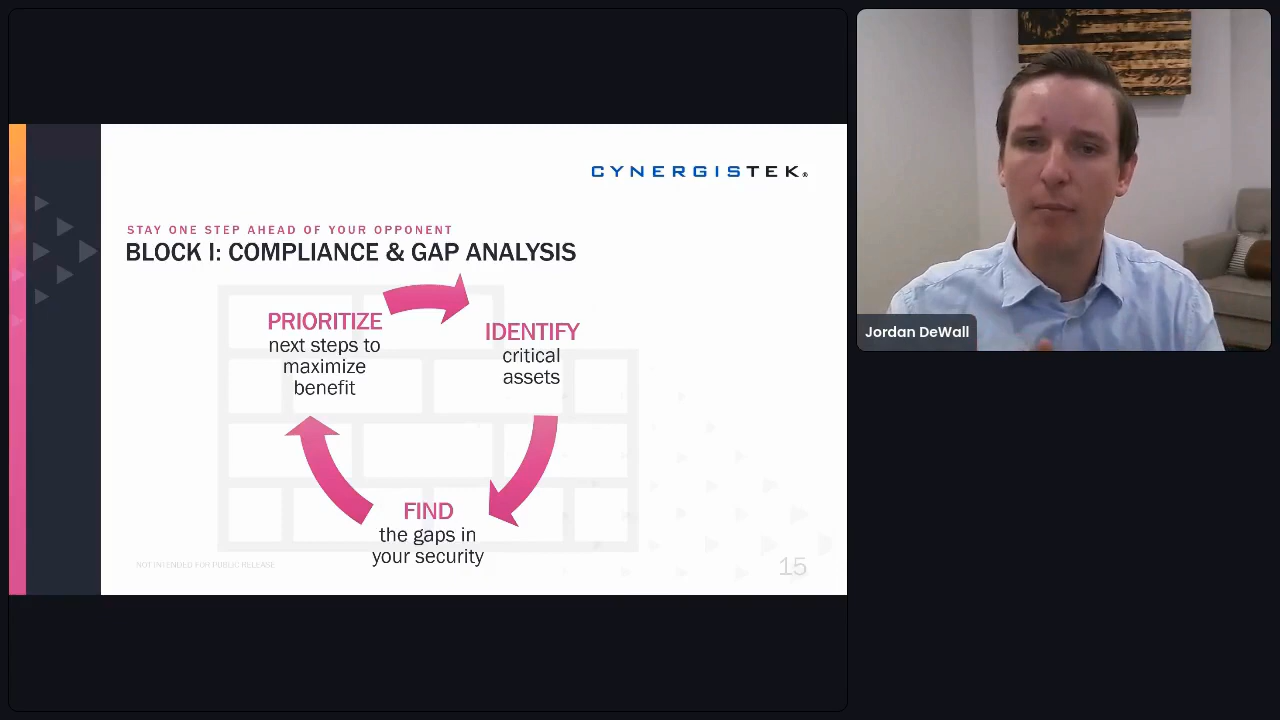 CYNERGISTEK®
STAY ONE STEP AHEAD OF YOUR OPPONENT
BLOCK I: COMPLIANCE & GAP ANALYSIS
PRIORITIZE
next steps to
maximize
benefit
IDENTIFY
critical
assets
FIND
the gaps in
your security
NOT INTENDED FOR PUBLIC RELEASE
15
Jordan DeWall